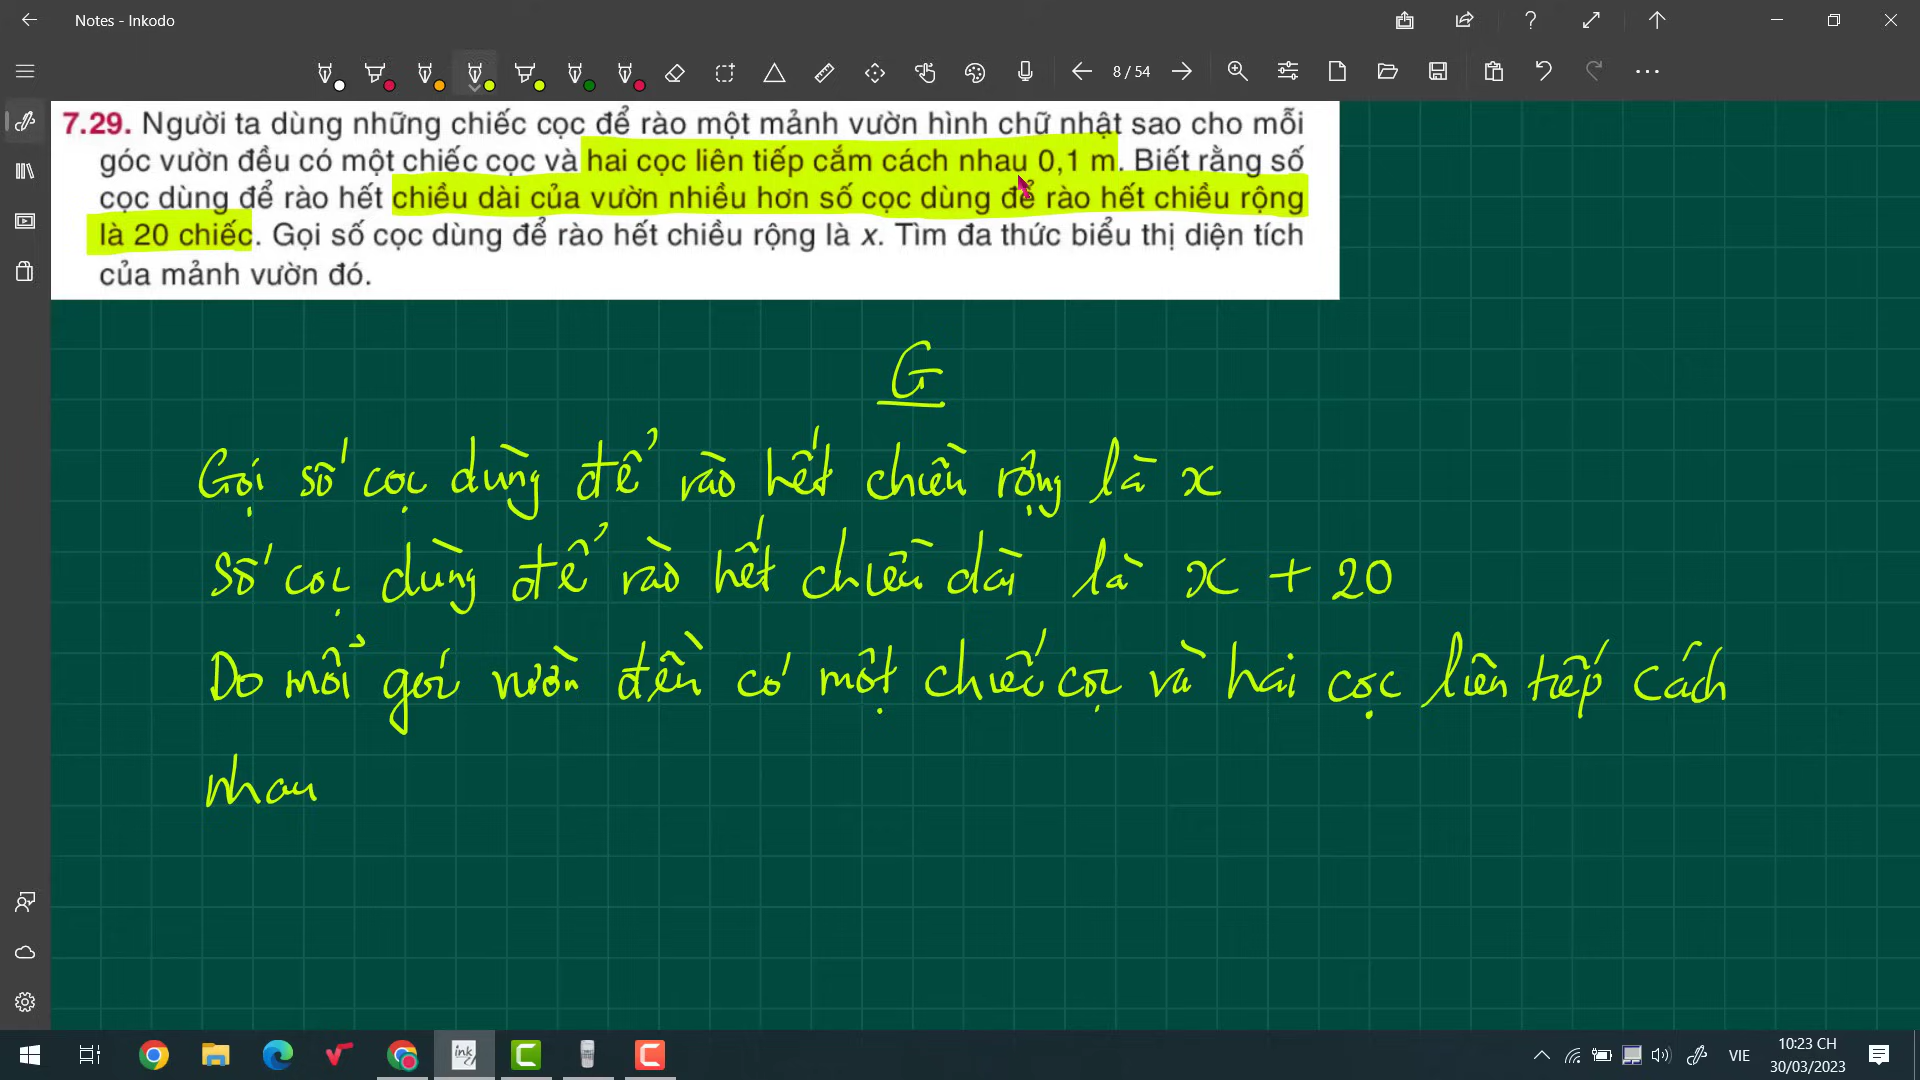 Notes - Inkodo
8 / 54
7.29. Người ta dùng những chiếc cọc để rào một mảnh vườn hình chữ nhật sao cho mỗi
góc vườn đều có một chiếc cọc và hai cọc liên tiếp cắm cách nhau 0,1 m. Biết rằng số
cọc dùng để rào hết chiều dài của vườn nhiều hơn số cọc dùng để rào hết chiều rộng
là 20 chiếc. Gọi số cọc dùng để rào hết chiều rộng là x. Tìm đa thức biểu thị diện tích
của mảnh vườn đó.
G
Gọi số cọc dùng để rào hết chiều rộng là x
Số cọc dùng để rào hết chiều dài là x + 20
Do mỗi góc vườn đều có một chiếc cọc và hai cọc liên tiếp cách
nhau
ink
VIE
10:23 CH
30/03/2023